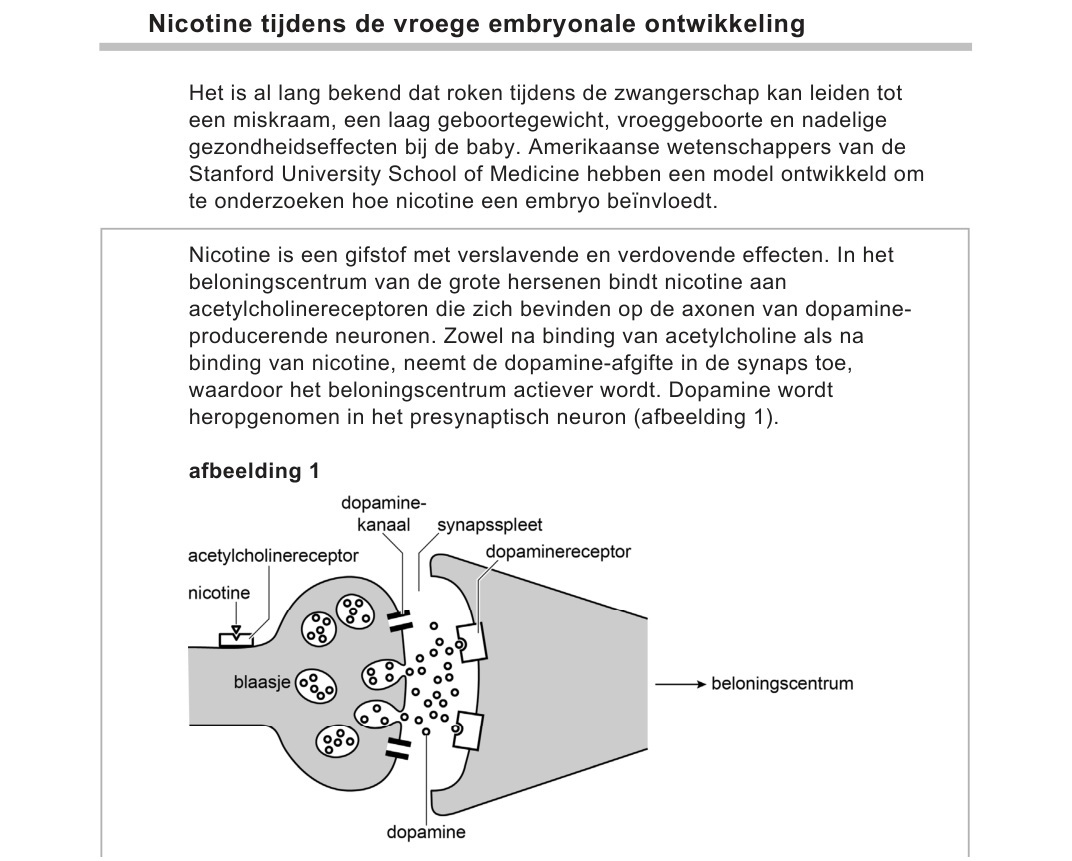 Nicotine tijdens de vroege embryonale ontwikkeling
Het is al lang bekend dat roken tijdens de zwangerschap kan leiden tot
een miskraam, een laag geboortegewicht, vroeggeboorte en nadelige
gezondheidseffecten bij de baby. Amerikaanse wetenschappers van de
Stanford University School of Medicine hebben een model ontwikkeld om
te onderzoeken hoe nicotine een embryo beïnvloedt.
Nicotine is een gifstof met verslavende en verdovende effecten. In het
beloningscentrum van de grote hersenen bindt nicotine aan
acetylcholinereceptoren die zich bevinden op de axonen van dopamine-
producerende neuronen. Zowel na binding van acetylcholine als na
binding van nicotine, neemt de dopamine-afgifte in de synaps toe,
waardoor het beloningscentrum actiever wordt. Dopamine wordt
heropgenomen in het presynaptisch neuron (afbeelding 1).
afbeelding 1
dopamine-
kanaal
synapsspleet
acetylcholinereceptor
dopaminereceptor
nicotine
blaasje
beloningscentrum
dopamine